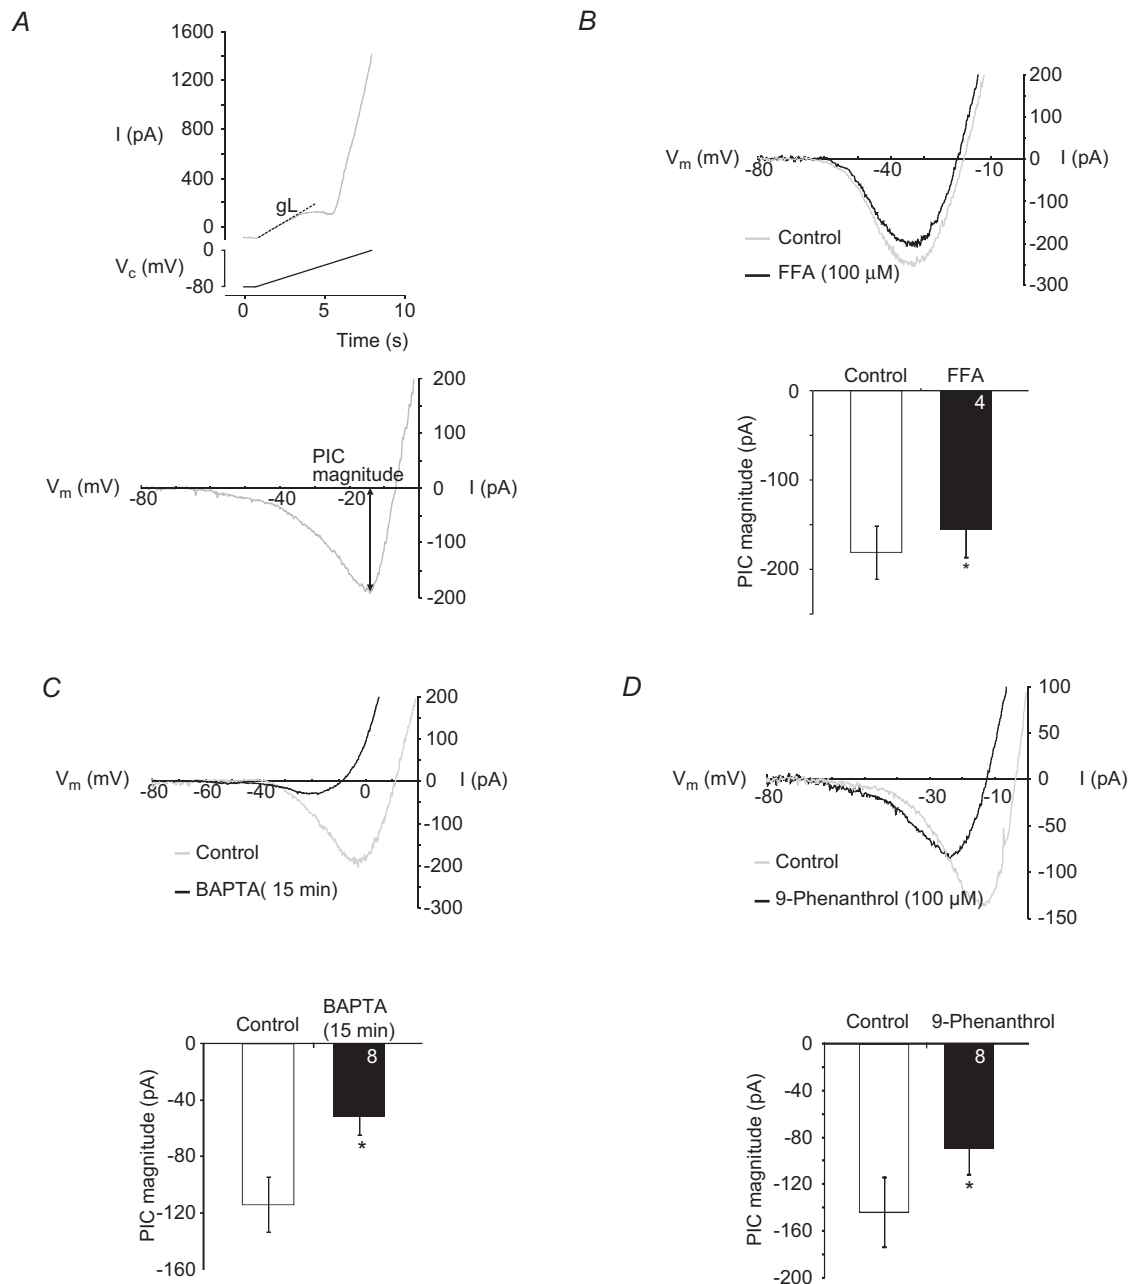 A
1600
1200
I (pA)
800
400
gL
0
0
Vc (mV)
-80
0 5 10
Time (s)
200
100
PIC
magnitude
Vm (mV)
0 I (pA)
-80 -40 -20
-100
-200
B
200
100
Vm (mV)
0 I (pA)
-80 -40 -10
-100
Control
-200
FFA (100 μM)
-300
Control FFA
0
4
PIC magnitude (pA)
-100
-200
*
C
200
100
Vm (mV)
0 I (pA)
-80 -60 -40 0
-100
Control
-200
BAPTA( 15 min)
-300
Control
BAPTA
(15 min)
0
8
PIC magnitude (pA)
-40
-80
*
-120
-160
D
100
50
Vm (mV)
0 I (pA)
-80 -30 -10
-50
Control
-100
9-Phenanthrol (100 μM)
-150
Control 9-Phenanthrol
0
8
PIC magnitude (pA)
-40
-80
-120
*
-160
-200